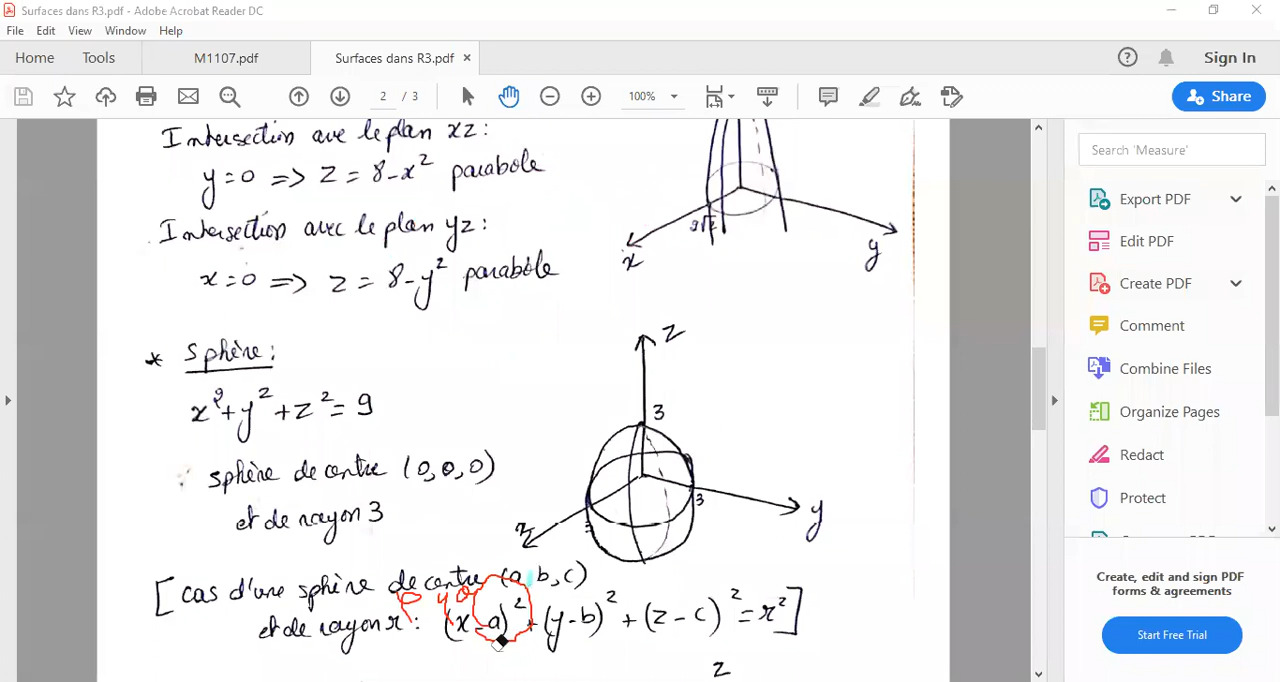 Surfaces dans R3.pdf - Adobe Acrobat Reader DC
File Edit View Window Help
Home Tools M1107.pdf Surfaces dans R3.pdf × Sign In
2 / 3 100% Share
Intersection avec le plan xz:
y=0 => z = 8-x² parabole
Intersection avec le plan yz:
x=0 => z = 8-y² parabole
2√2
x
y
* Sphère:
x²+y²+z²=9
sphère de centre (0,0,0)
et de rayon 3
z
3
3
3
y
[cas d'une sphère de centre (a, b, c)
et de rayon r: (x-a)²+(y-b)²+(z-c)²=r²]
z
Search 'Measure'
Export PDF
Edit PDF
Create PDF
Comment
Combine Files
Organize Pages
Redact
Protect
Create, edit and sign PDF
forms & agreements
Start Free Trial